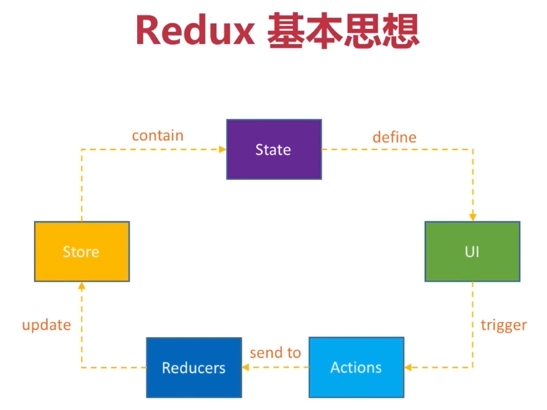 Redux 基本思想
contain
State
define
Store
UI
update
trigger
Reducers
send to
Actions